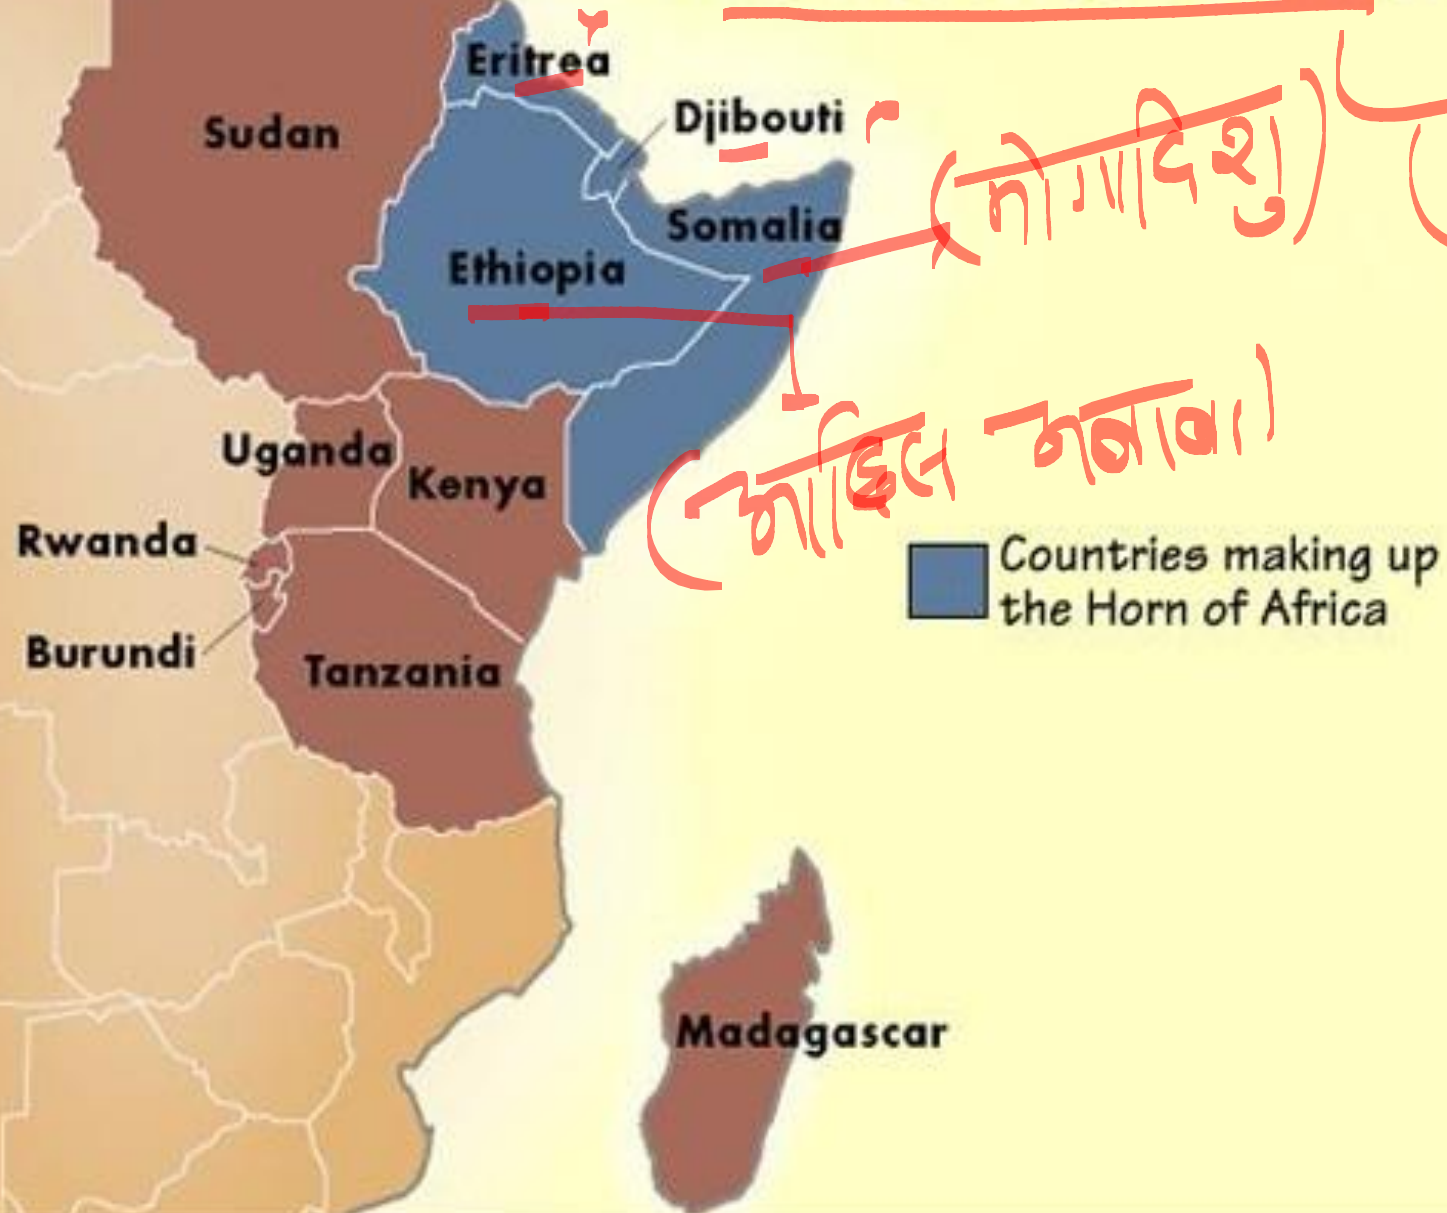 Eritrea
Djibouti
Sudan
(मोगादिशु)
Somalia
Ethiopia
Uganda
Kenya
Rwanda
Countries making up
the Horn of Africa
Burundi
Tanzania
Madagascar